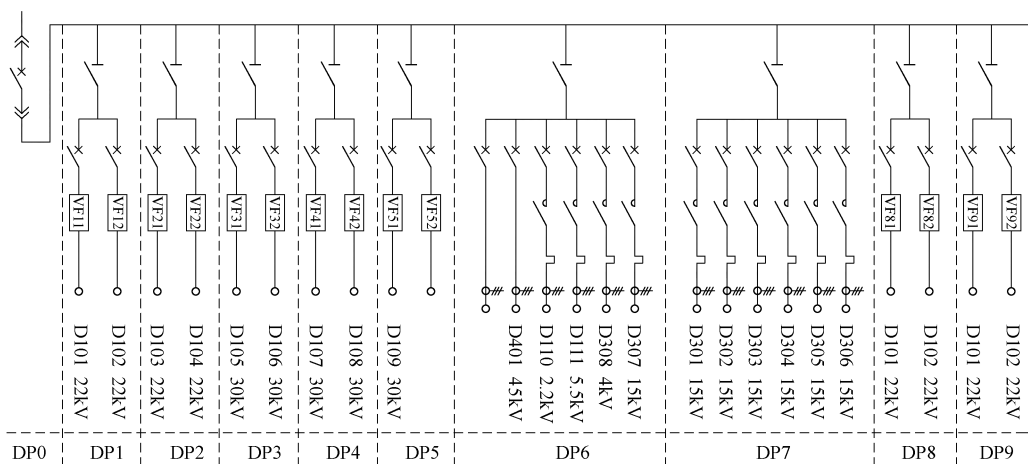 VF11
VF12
VF21
VF22
VF31
VF32
VF41
VF42
VF51
VF52
VF81
VF82
VF91
VF92
D101 22kV
D102 22kV
D103 22kV
D104 22kV
D105 30kV
D106 30kV
D107 30kV
D108 30kV
D109 30kV
D401 45kV
D110 2.2kV
D111 5.5kV
D308 4kV
D307 15kV
D301 15kV
D302 15kV
D303 15kV
D304 15kV
D305 15kV
D306 15kV
D101 22kV
D102 22kV
D101 22kV
D102 22kV
DP0 DP1 DP2 DP3 DP4 DP5 DP6 DP7 DP8 DP9